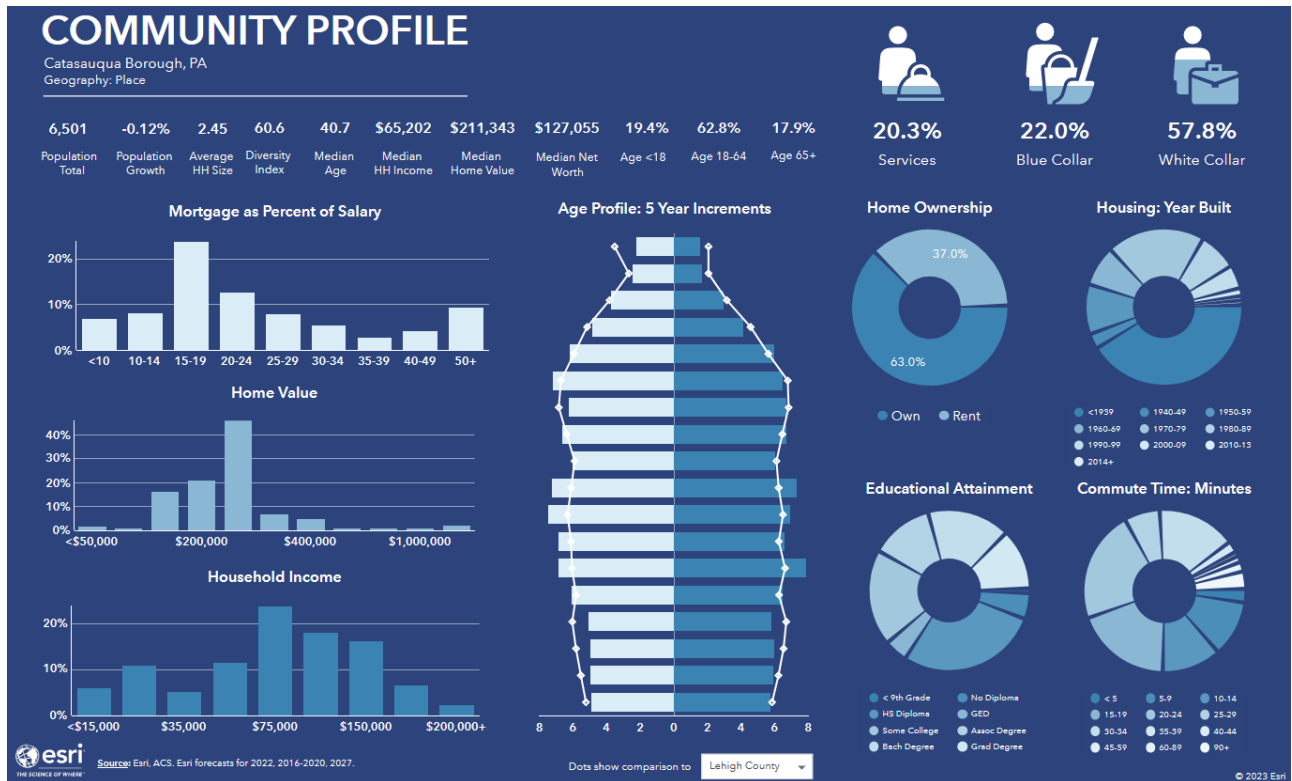 COMMUNITY PROFILE
Catasauqua Borough, PA
Geography: Place
6,501 -0.12% 2.45 60.6 40.7 $65,202 $211,343 $127,055 19.4% 62.8% 17.9%
Population Total
Population Growth
Average HH Size
Diversity Index
Median Age
Median HH Income
Median Home Value
Median Net Worth
Age <18
Age 18-64
Age 65+
20.3% 22.0% 57.8%
Services Blue Collar White Collar
Mortgage as Percent of Salary
20%
10%
0%
<10 10-14 15-19 20-24 25-29 30-34 35-39 40-49 50+
Home Value
40%
30%
20%
10%
0%
<$50,000 $200,000 $400,000 $1,000,000
Household Income
20%
10%
0%
<$15,000 $35,000 $75,000 $150,000 $200,000+
Age Profile: 5 Year Increments
8 6 4 2 0 2 4 6 8
Dots show comparison to Lehigh County
Home Ownership
37.0%
63.0%
Own Rent
Housing: Year Built
<1939 1940-49 1950-59
1960-69 1970-79 1980-89
1990-99 2000-09 2010-13
2014+
Educational Attainment
< 9th Grade No Diploma
HS Diploma GED
Some College Assoc Degree
Bach Degree Grad Degree
Commute Time: Minutes
< 5 5-9 10-14
15-19 20-24 25-29
30-34 35-39 40-44
45-59 60-89 90+
esri
THE SCIENCE OF WHERE
Source: Esri, ACS. Esri forecasts for 2022, 2016-2020, 2027.
© 2023 Esri